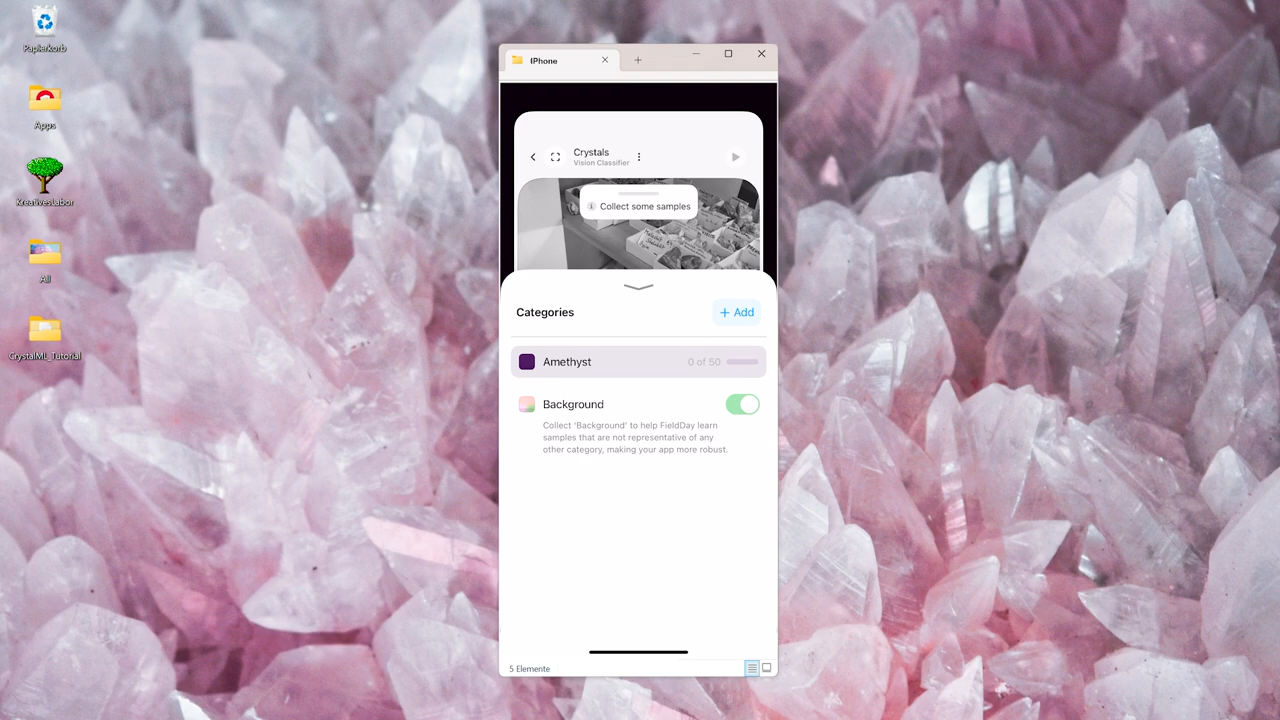 Papierkorb
Apps
KreativesLabor
All
CrystalML_Tutorial
IPhone
Crystals
Vision Classifier
Collect some samples
Categories
+ Add
Amethyst
0 of 50
Background
Collect ‘Background’ to help FieldDay learn
samples that are not representative of any
other category, making your app more robust.
5 Elemente